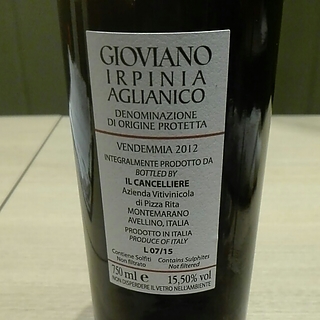 GIOVIANO
IRPINIA
AGLIANICO
DENOMINAZIONE
DI ORIGINE PROTETTA
VENDEMMIA 2012
INTEGRALMENTE PRODOTTO DA
BOTTLED BY
IL CANCELLIERE
Azienda Vitivinicola
di Pizza Rita
MONTEMARANO
AVELLINO, ITALIA
PRODOTTO IN ITALIA
PRODUCE OF ITALY
L 07/15
Contiene Solfiti Contains Sulphites
Non filtrato Not filtered
750 ml e 15,50% vol
NON DISPERDERE IL VETRO NELL'AMBIENTE